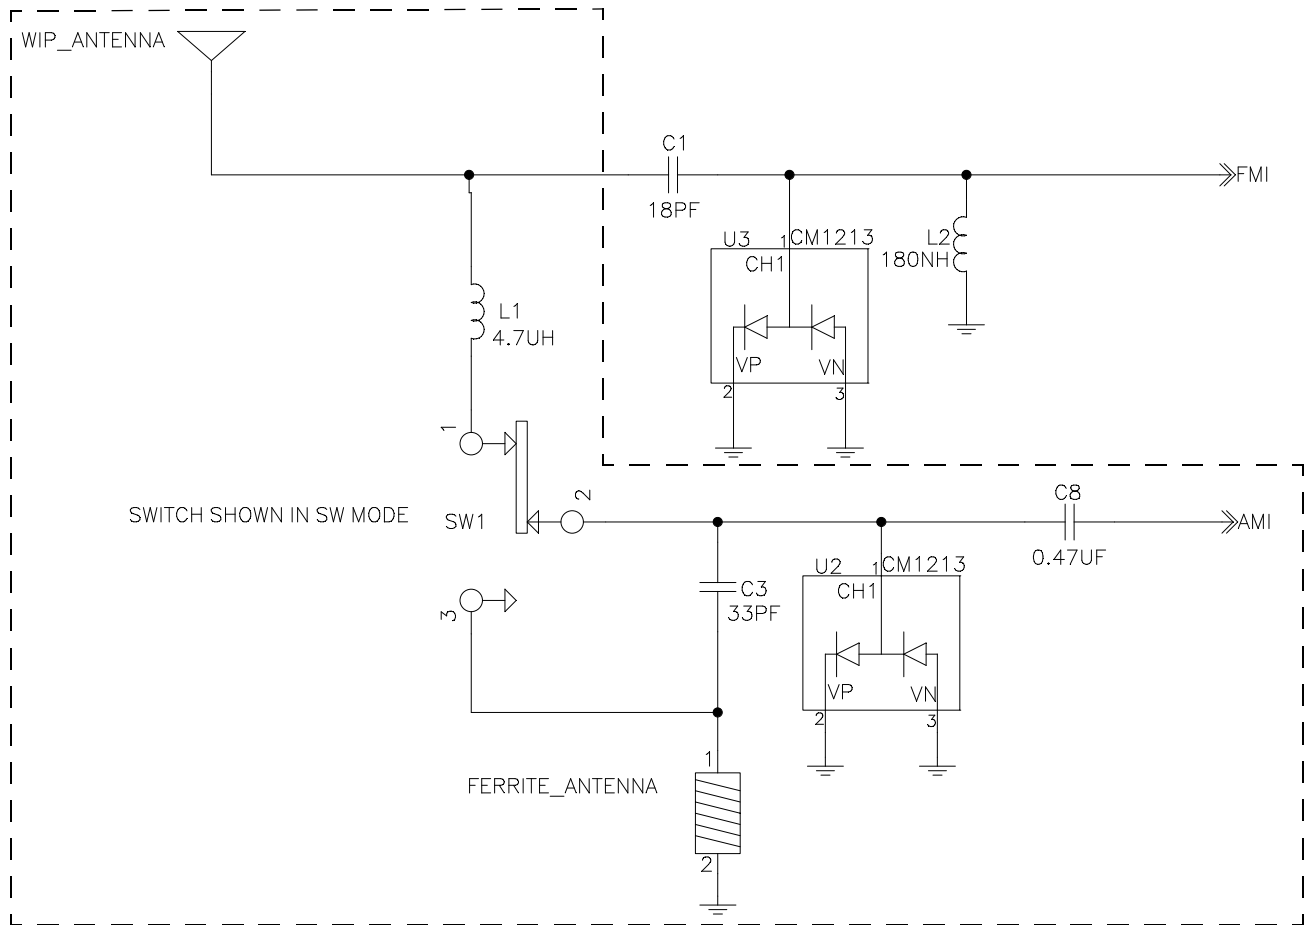 WIP_ANTENNA
C1
18PF
FMI
U3
1
CM1213
CH1
VP
VN
2
3
L2
180NH
L1
4.7UH
1
SWITCH SHOWN IN SW MODE
SW1
2
3
C8
0.47UF
AMI
C3
33PF
U2
1
CM1213
CH1
VP
VN
2
3
FERRITE_ANTENNA
1
2